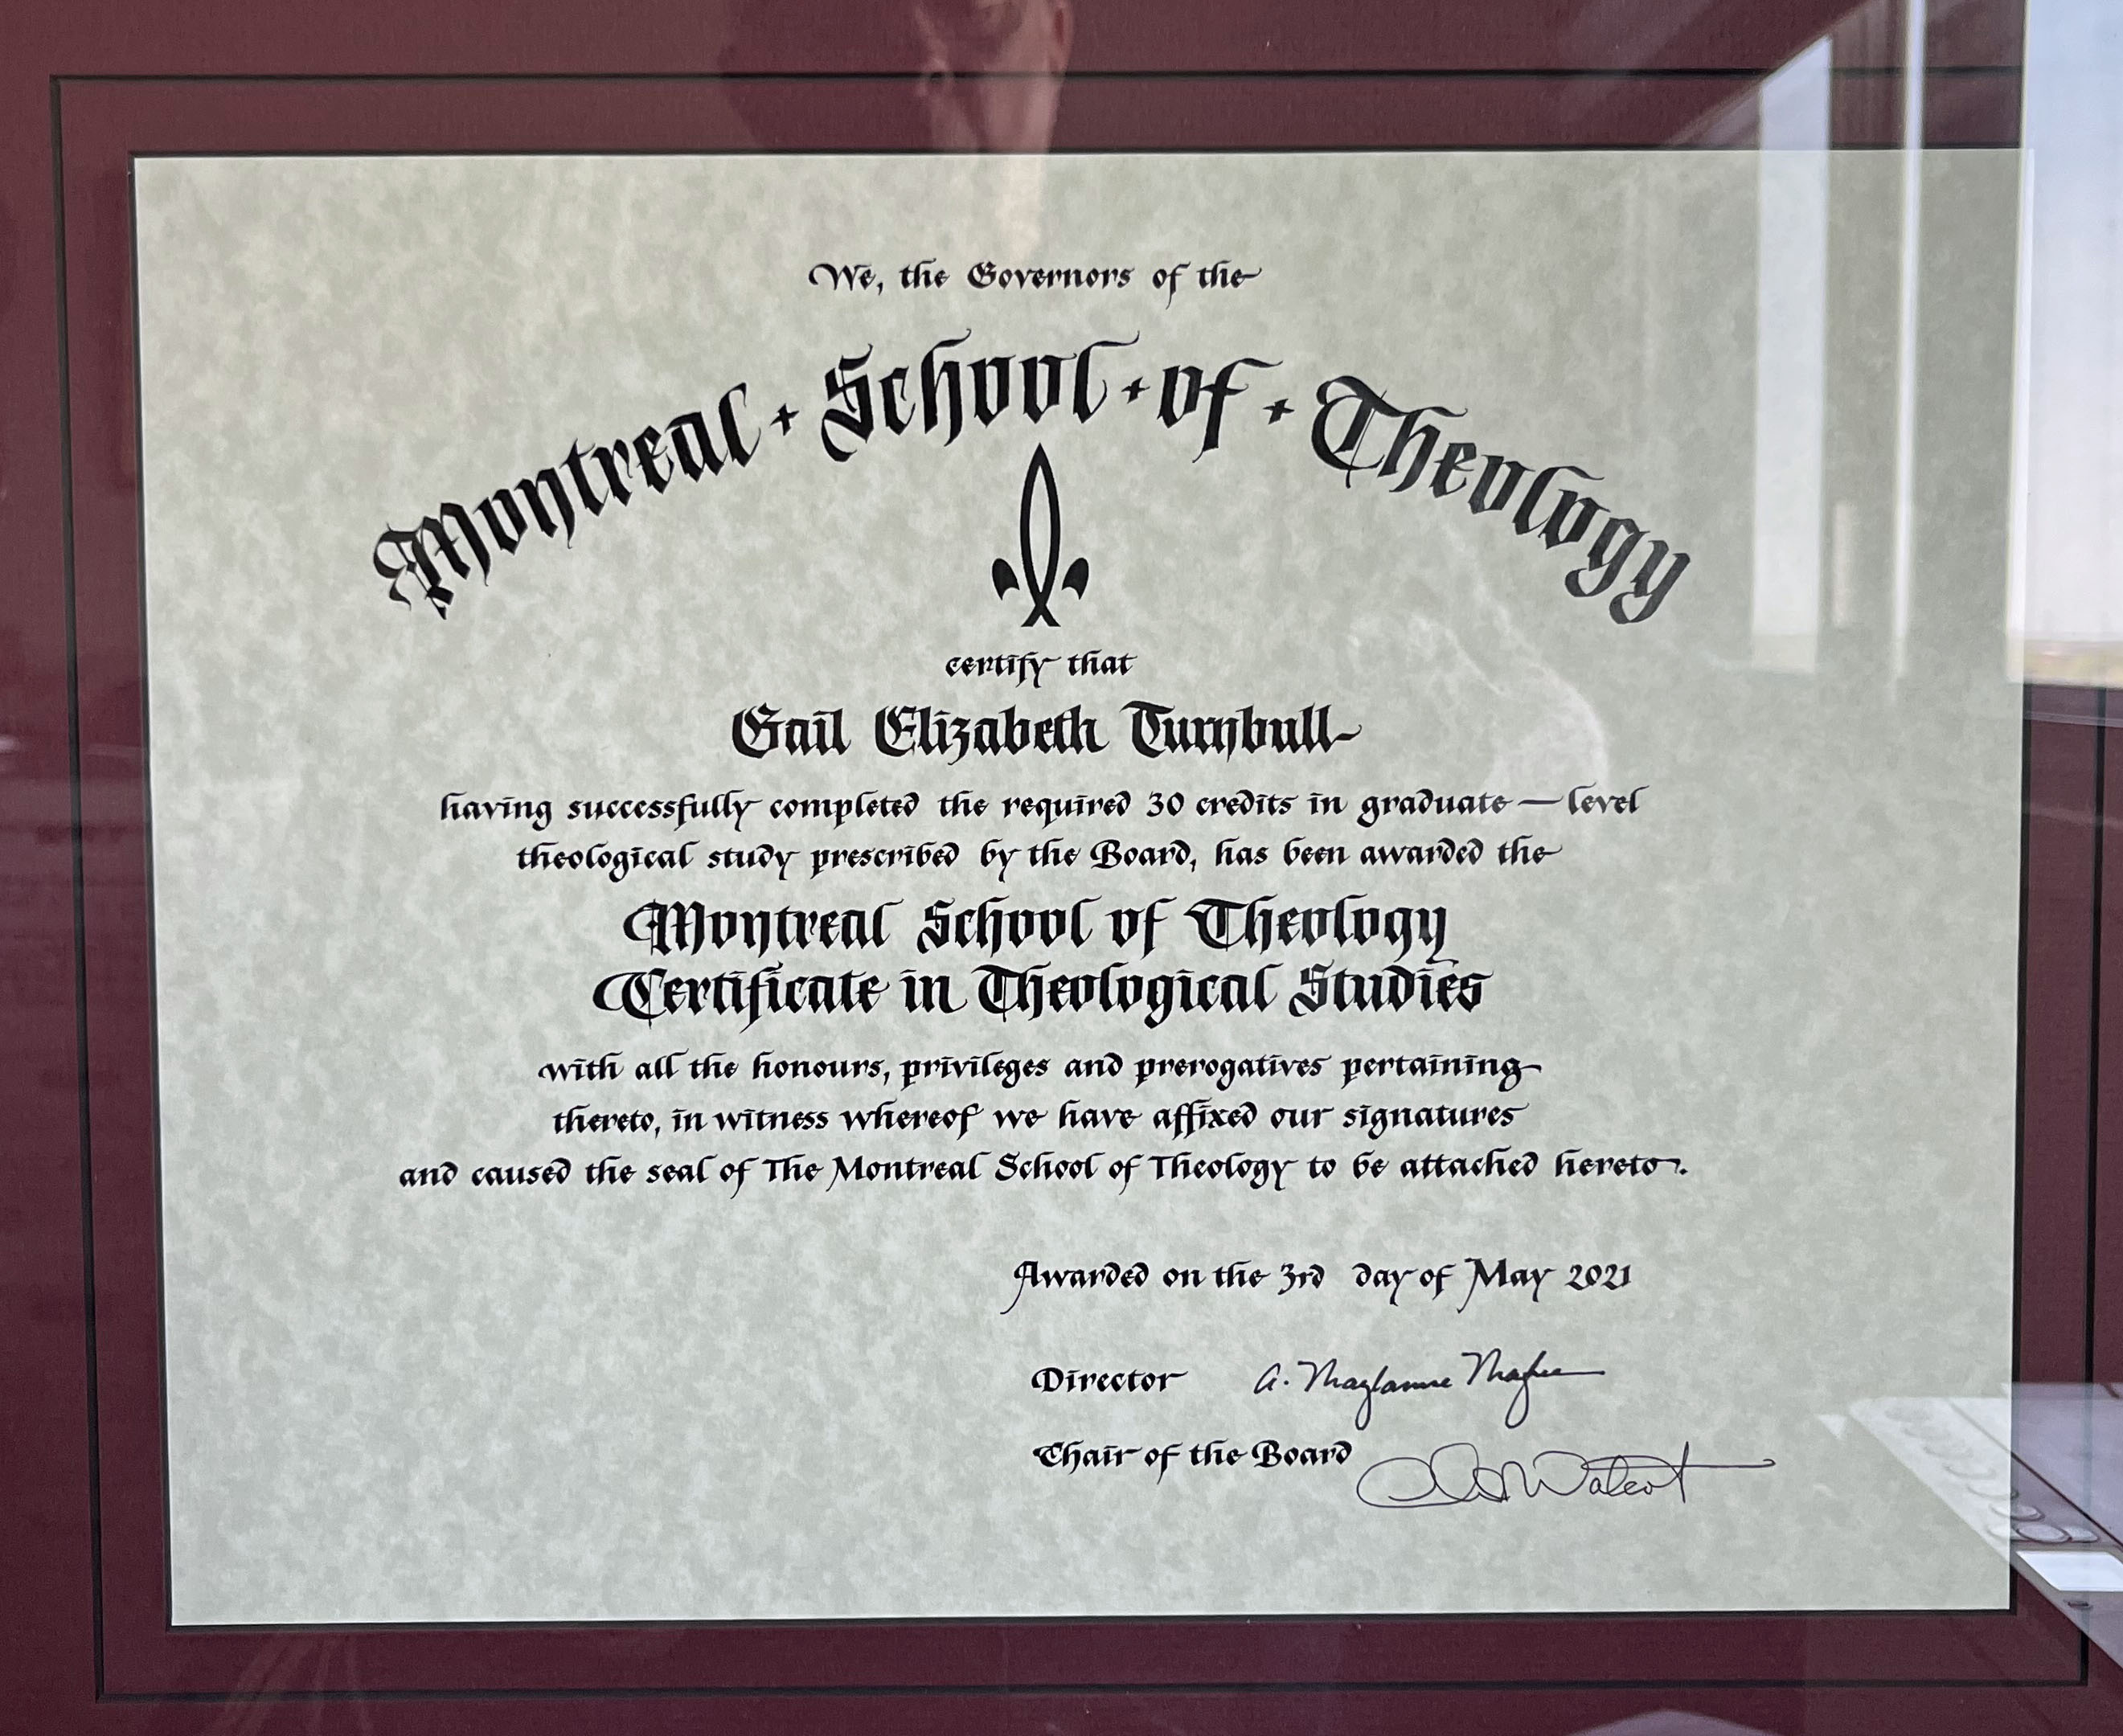 We, the Governors of the
Montreal · School · of · Theology
certify that
Gail Elizabeth Turnbull
having successfully completed the required 30 credits in graduate — level
theological study prescribed by the Board, has been awarded the
Montreal School of Theology
Certificate in Theological Studies
with all the honours, privileges and prerogatives pertaining
thereto, in witness whereof we have affixed our signatures
and caused the seal of The Montreal School of Theology to be attached hereto.
Awarded on the 3rd day of May 2021
Director A.
Chair of the Board